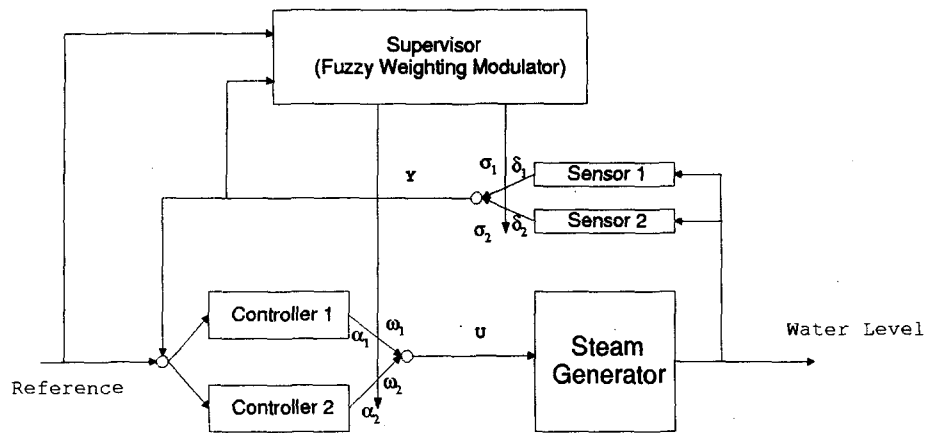 Supervisor
(Fuzzy Weighting Modulator)
σ₁ δ₁ Sensor 1
Y
σ₂ δ₂ Sensor 2
Controller 1
α₁ ω₁
U
Steam
Generator
Water Level
Reference
Controller 2
α₂ ω₂